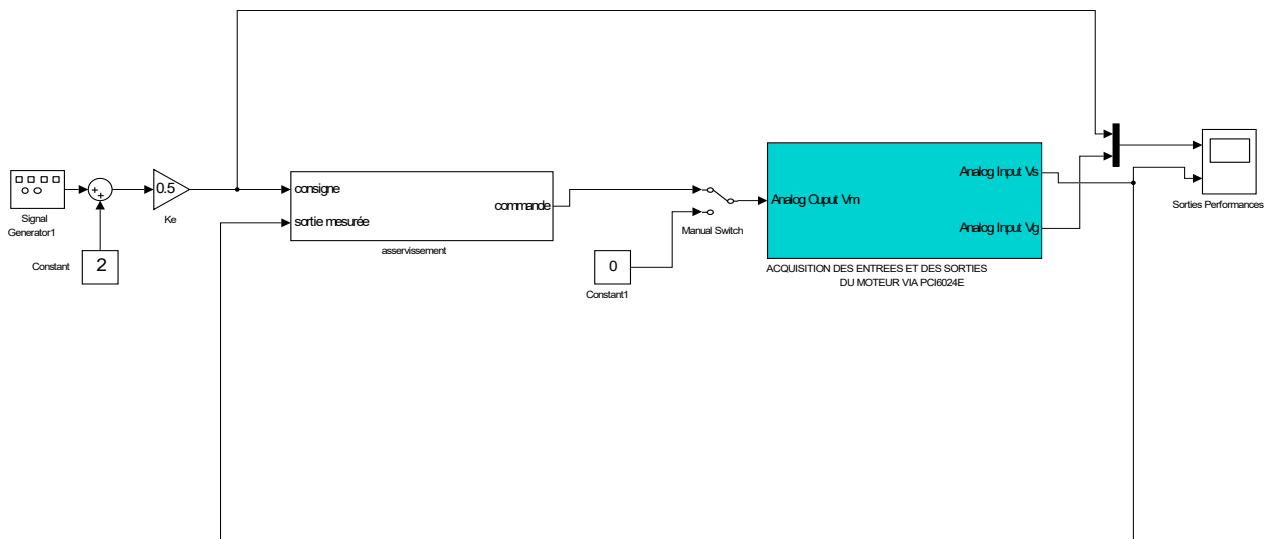 Signal
Generator1
+
+
Constant
2
0.5
Ke
consigne
sortie mesurée
commande
asservissement
0
Constant1
Manual Switch
Analog Ouput Vm
Analog Input Vs
Analog Input Vg
ACQUISITION DES ENTREES ET DES SORTIES
DU MOTEUR VIA PCI6024E
Sorties Performances